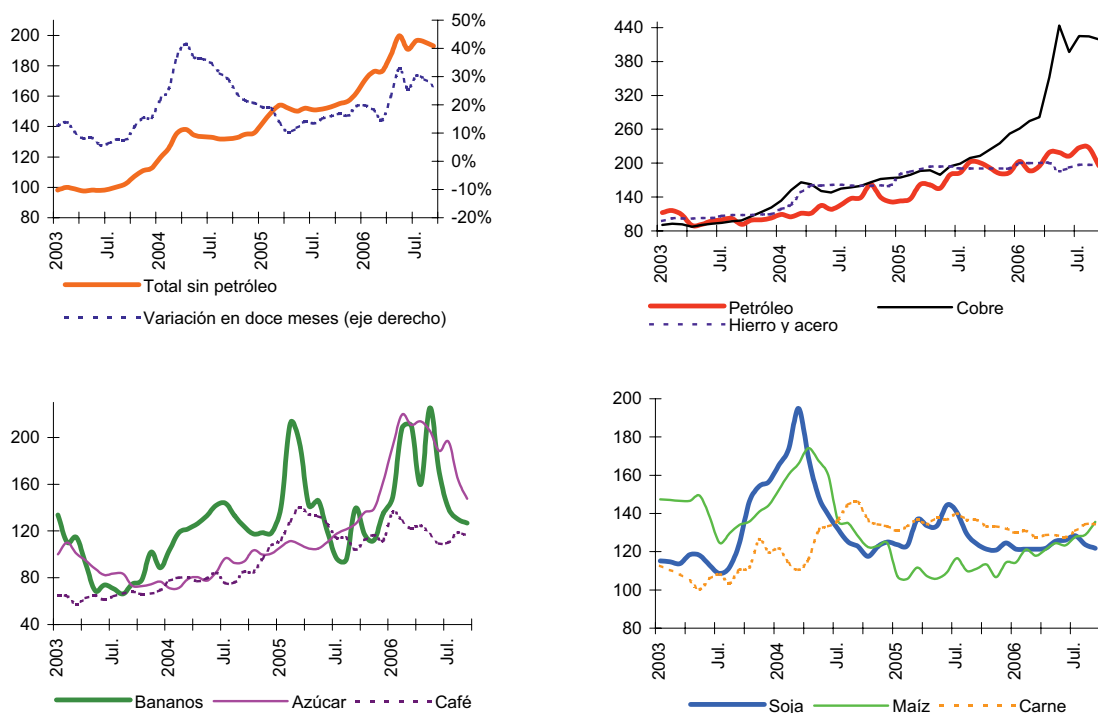 200
180
160
140
120
100
80
50%
40%
30%
20%
10%
0%
-10%
-20%
2003
Jul.
2004
Jul.
2005
Jul.
2006
Jul.
Total sin petróleo
Variación en doce meses (eje derecho)
440
380
320
260
200
140
80
2003
Jul.
2004
Jul.
2005
Jul.
2006
Jul.
Petróleo
Cobre
Hierro y acero
200
160
120
80
40
2003
Jul.
2004
Jul.
2005
Jul.
2006
Jul.
Bananos
Azúcar
Café
200
180
160
140
120
100
80
2003
Jul.
2004
Jul.
2005
Jul.
2006
Jul.
Soja
Maíz
Carne